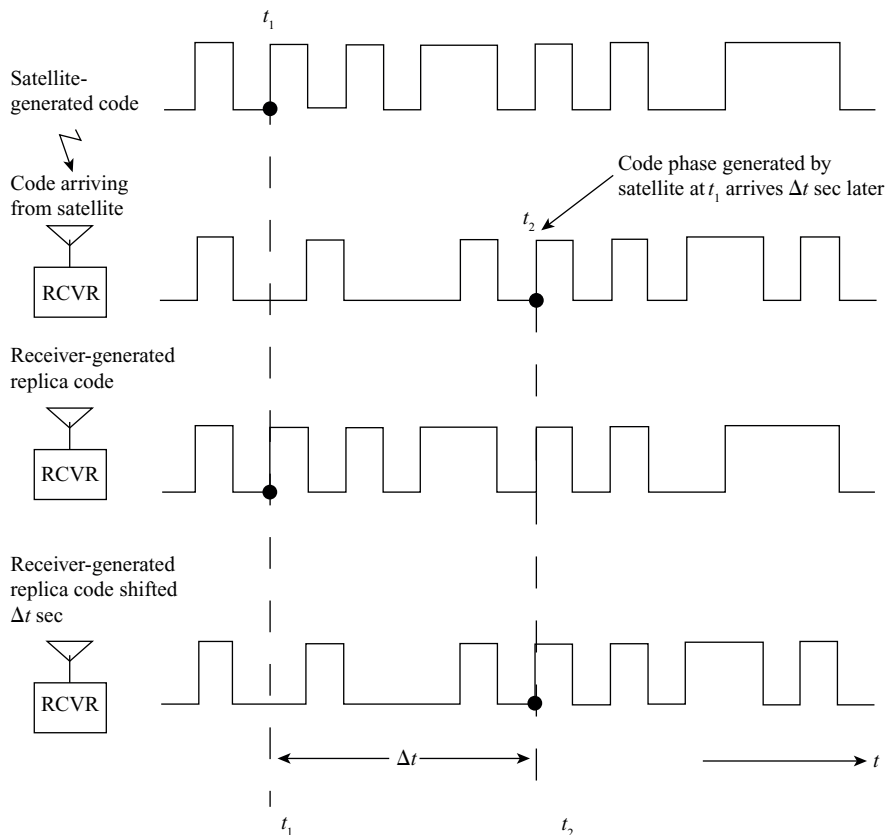 t₁
Satellite-
generated code
Code arriving
from satellite
Code phase generated by
satellite at t₁ arrives Δt sec later
t₂
RCVR
Receiver-generated
replica code
RCVR
Receiver-generated
replica code shifted
Δt sec
RCVR
Δt
t
t₁
t₂